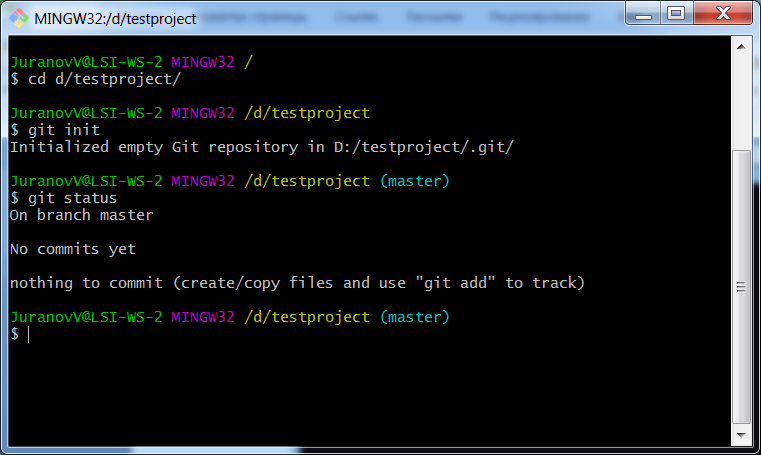 MINGW32:/d/testproject
JuranovV@LSI-WS-2 MINGW32 /
$ cd d/testproject/
JuranovV@LSI-WS-2 MINGW32 /d/testproject
$ git init
Initialized empty Git repository in D:/testproject/.git/
JuranovV@LSI-WS-2 MINGW32 /d/testproject (master)
$ git status
On branch master
No commits yet
nothing to commit (create/copy files and use "git add" to track)
JuranovV@LSI-WS-2 MINGW32 /d/testproject (master)
$